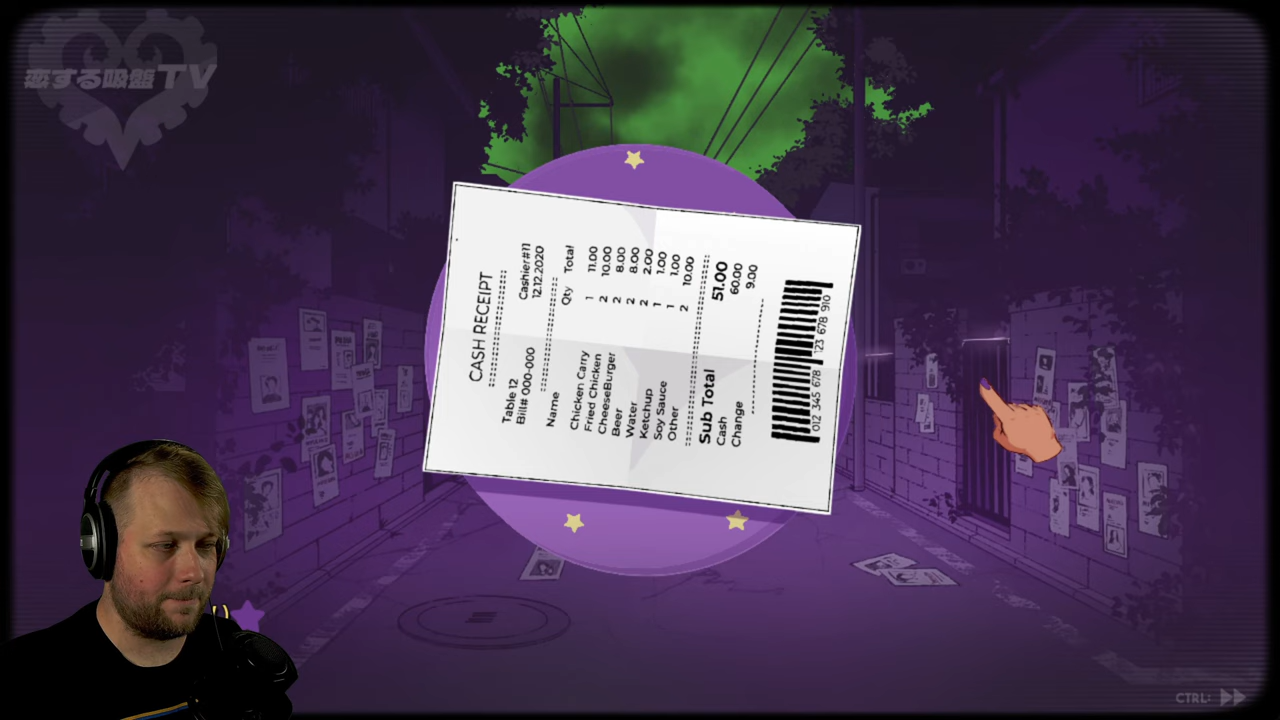 恋する吸盤TV
CASH RECEIPT
Table 12
Bill# 000-000 Cashier#11
12.12.2020
Name Qty Total
Chicken Carry 1 11.00
Fried Chicken 2 10.00
CheeseBurger 2 8.00
Beer 2 8.00
Water 2 2.00
Ketchup 1 1.00
Soy Sauce 1 1.00
Other 2 10.00
Sub Total 51.00
Cash 60.00
Change 9.00
012 345 678 123 678 910
CTRL: